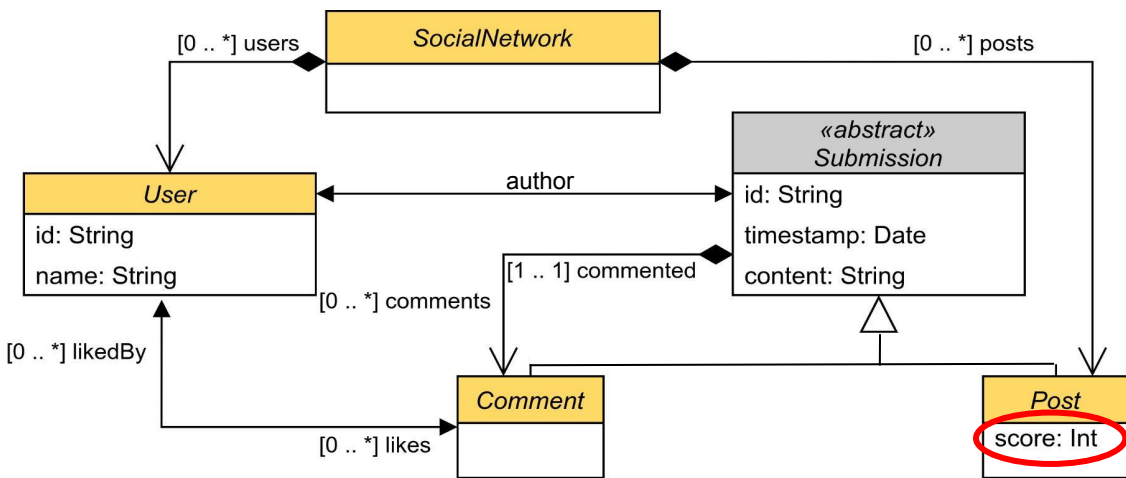 SocialNetwork
[0 .. *] users
[0 .. *] posts
«abstract»
Submission
id: String
timestamp: Date
content: String
User
id: String
name: String
author
[1 .. 1] commented
[0 .. *] comments
[0 .. *] likedBy
[0 .. *] likes
Comment
Post
score: Int